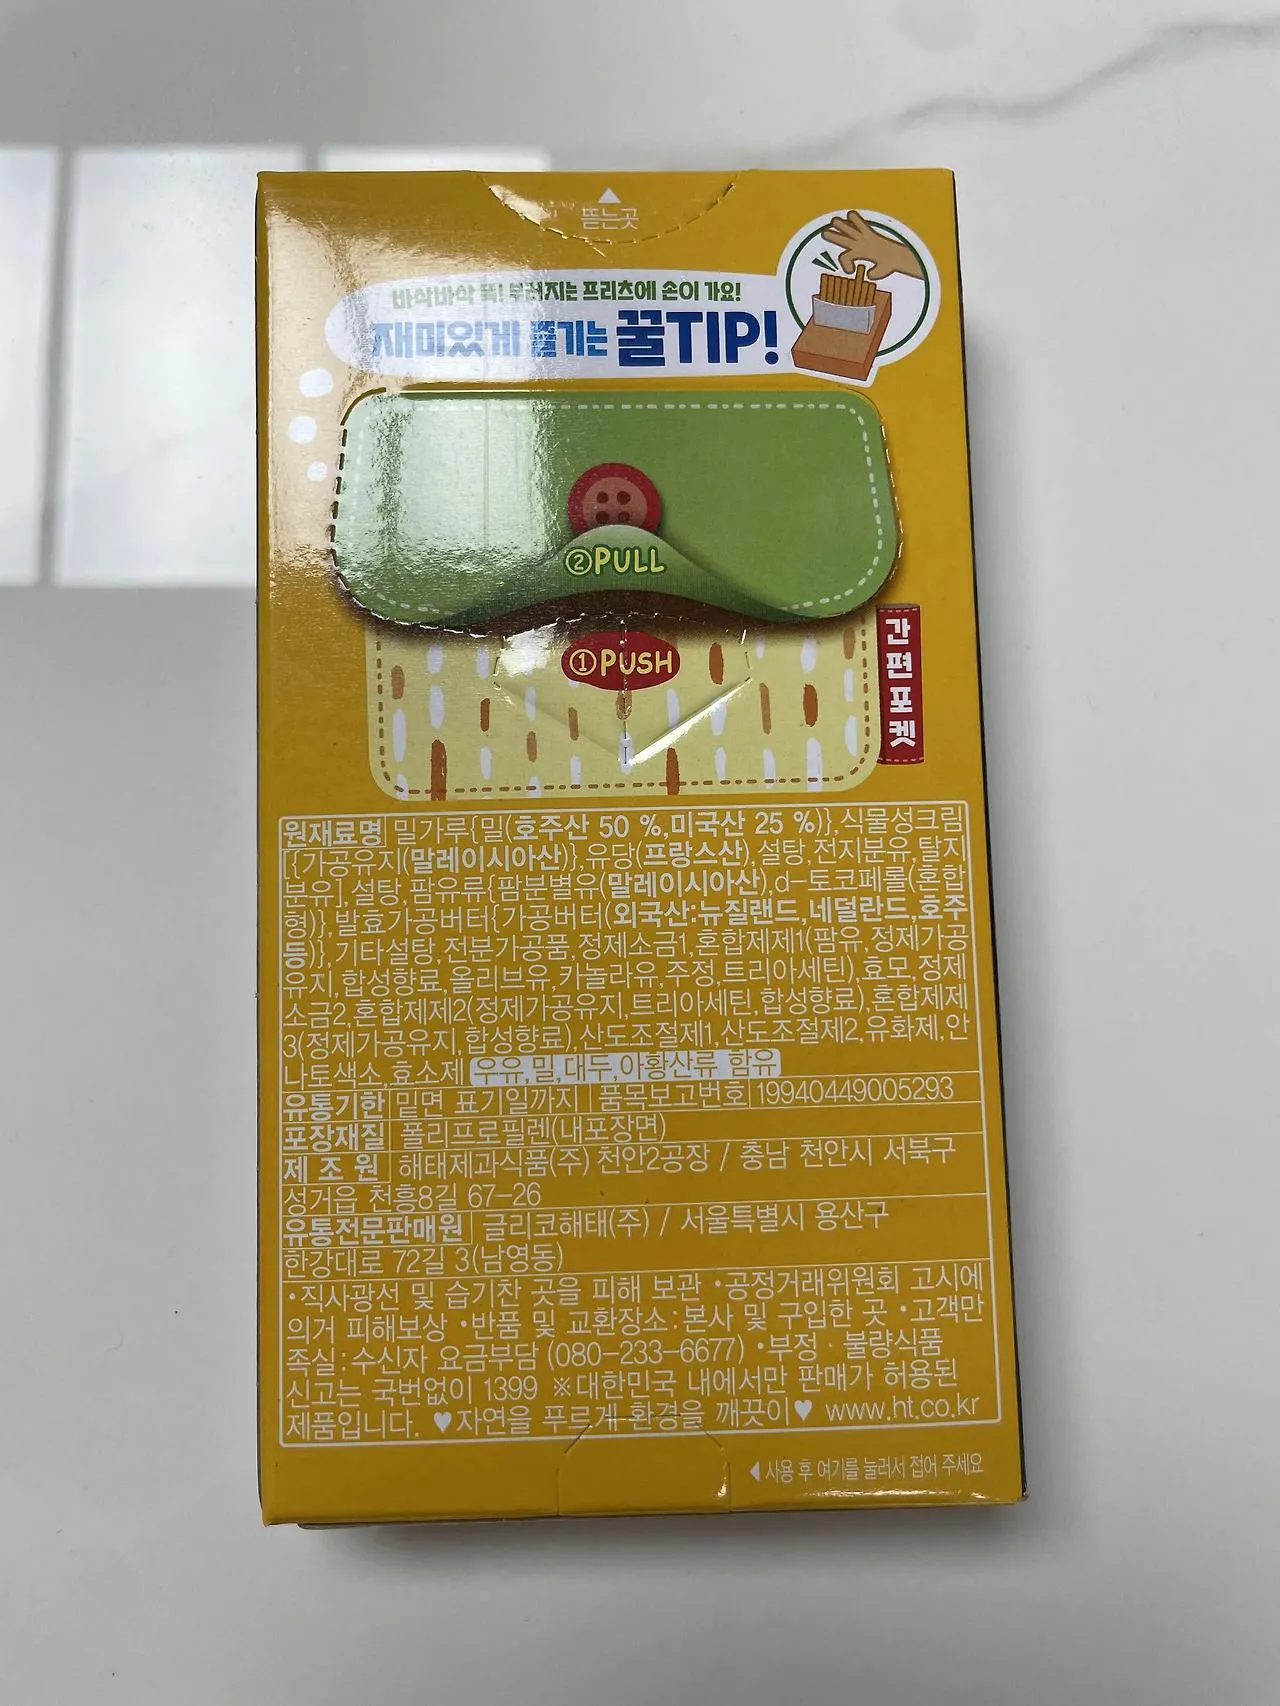 뜯는곳
바삭바삭 뚝! 부러지는 프리츠에 손이 가요!
재미있게 즐기는 꿀TIP!
②PULL
①PUSH
간편포켓
원재료명 밀가루{밀(호주산 50 %,미국산 25 %)},식물성크림
[{가공유지(말레이시아산)},유당(프랑스산),설탕,전지분유,탈지
분유],설탕,팜유류{팜분별유(말레이시아산),d-토코페롤(혼합
형)},발효가공버터{가공버터(외국산:뉴질랜드,네덜란드,호주
등)},기타설탕,전분가공품,정제소금1,혼합제제1(팜유,정제가공
유지,합성향료,올리브유,카놀라유,주정,트리아세틴),효모,정제
소금2,혼합제제2(정제가공유지,트리아세틴,합성향료),혼합제제
3(정제가공유지,합성향료),산도조절제1,산도조절제2,유화제,안
나토색소,효소제 우유,밀,대두,아황산류 함유
유통기한 밑면 표기일까지 품목보고번호 19940449005293
포장재질 폴리프로필렌(내포장면)
제 조 원 해태제과식품(주) 천안2공장 / 충남 천안시 서북구
성거읍 천흥8길 67-26
유통전문판매원 글리코해태(주) / 서울특별시 용산구
한강대로 72길 3(남영동)
•직사광선 및 습기찬 곳을 피해 보관 •공정거래위원회 고시에
의거 피해보상 •반품 및 교환장소:본사 및 구입한 곳 •고객만
족실:수신자 요금부담 (080-233-6677) •부정·불량식품
신고는 국번없이 1399 ※대한민국 내에서만 판매가 허용된
제품입니다. ♥자연을 푸르게 환경을 깨끗이♥ www.ht.co.kr
◀사용 후 여기를 눌러서 접어 주세요